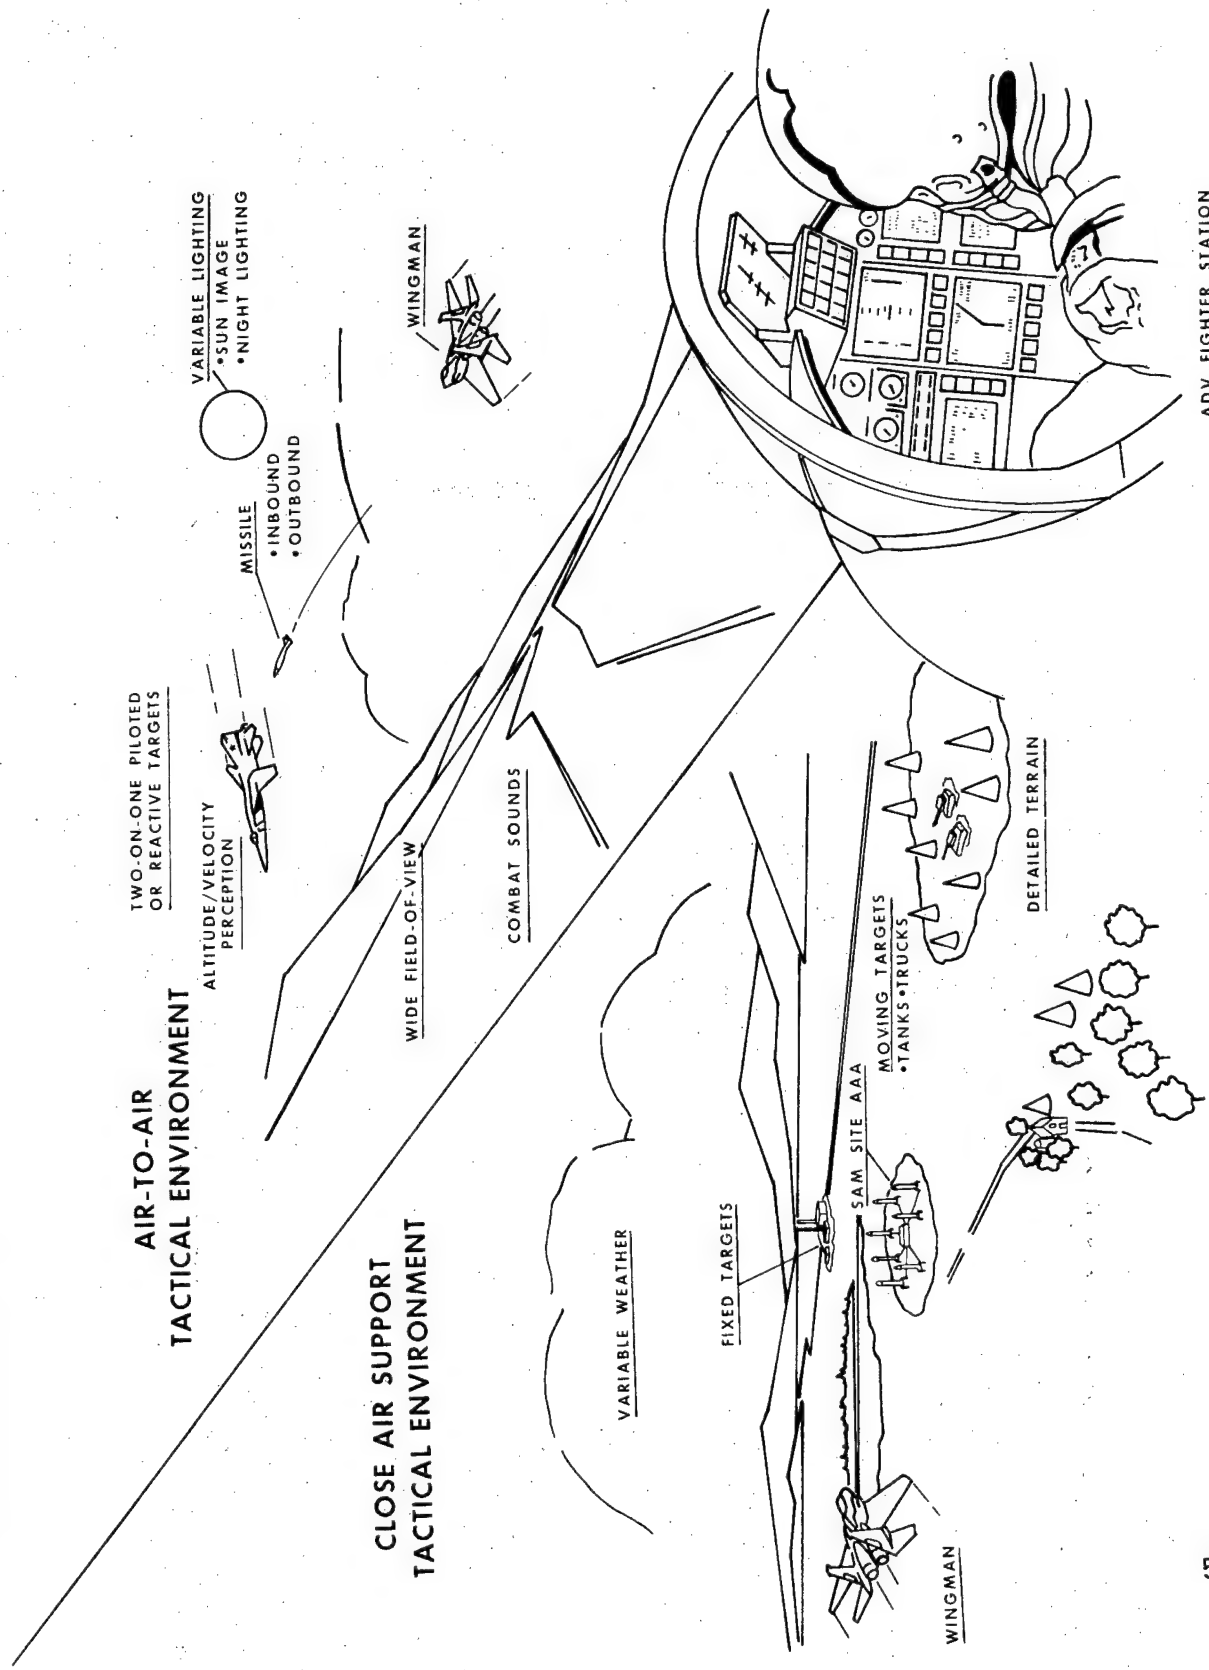 AIR-TO-AIR
TACTICAL ENVIRONMENT
TWO-ON-ONE PILOTED
OR REACTIVE TARGETS
ALTITUDE/VELOCITY
PERCEPTION
MISSILE
•INBOUND
•OUTBOUND
VARIABLE LIGHTING
•SUN IMAGE
•NIGHT LIGHTING
WINGMAN
WIDE FIELD-OF-VIEW
COMBAT SOUNDS
CLOSE AIR SUPPORT
TACTICAL ENVIRONMENT
VARIABLE WEATHER
FIXED TARGETS
SAM SITE AAA
MOVING TARGETS
•TANKS •TRUCKS
DETAILED TERRAIN
WINGMAN
ADV FIGHTER STATION